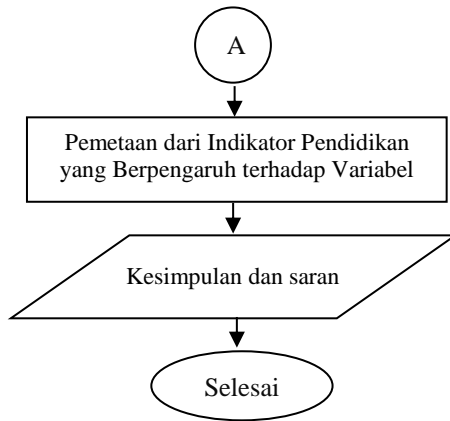 A
Pemetaan dari Indikator Pendidikan
yang Berpengaruh terhadap Variabel
Kesimpulan dan saran
Selesai